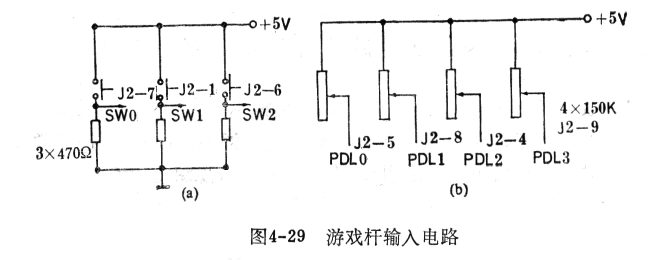 +5V
J2-7
J2-1
J2-6
SW0
SW1
SW2
3×470Ω
(a)
+5V
4×150K
J2-5
J2-8
J2-4
J2-9
PDL0
PDL1
PDL2
PDL3
(b)
图4-29 游戏杆输入电路